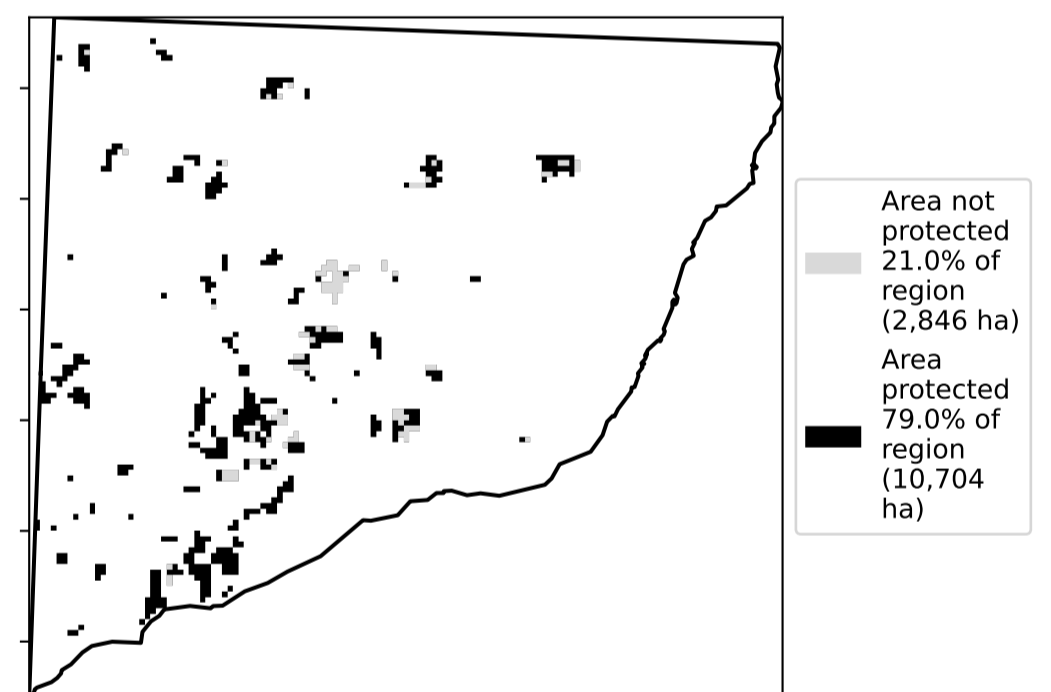 Area not
protected
21.0% of
region
(2,846 ha)
Area
protected
79.0% of
region
(10,704
ha)